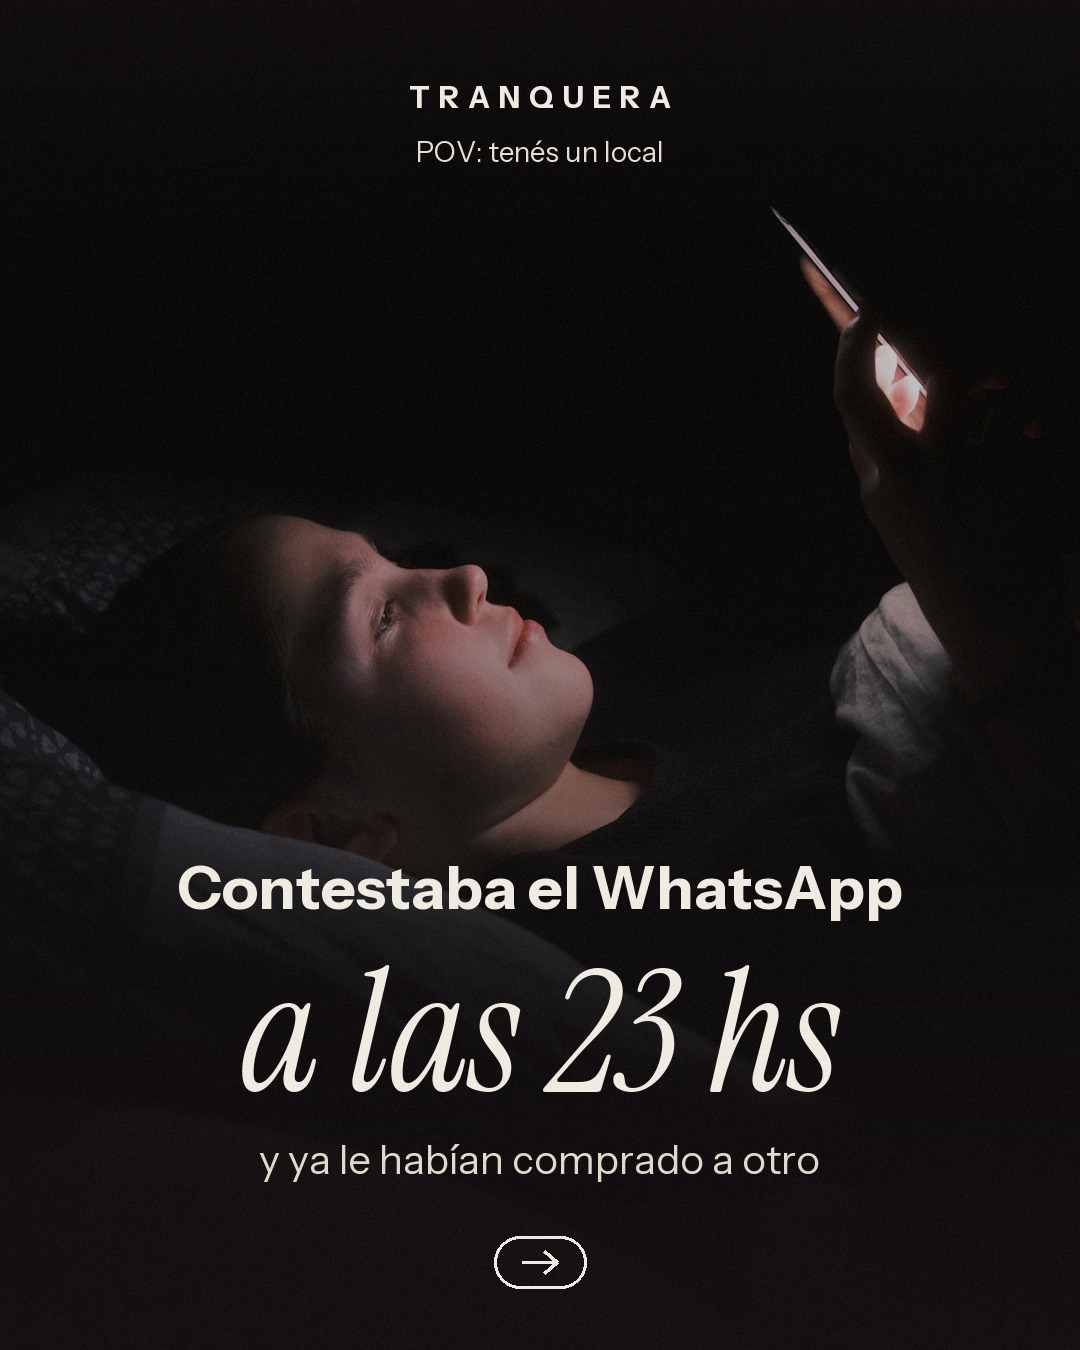 TRANQUERA
POV: tenés un local
Contestaba el WhatsApp
a las 23 hs
y ya le habían comprado a otro